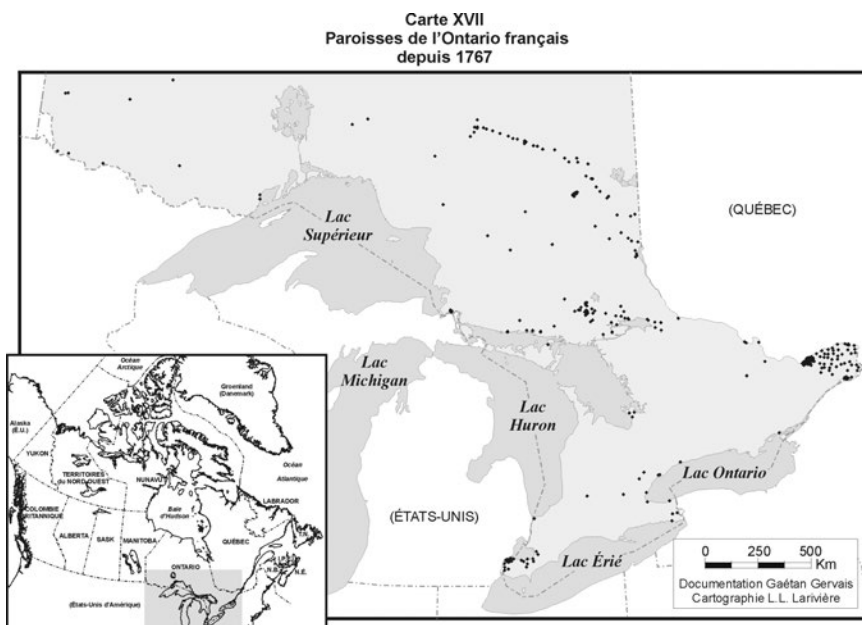 Carte XVII
Paroisses de l'Ontario français
depuis 1767
(QUÉBEC)
Lac
Supérieur
Lac
Michigan
Lac
Huron
Lac Ontario
(ÉTATS-UNIS)
Lac Érié
0 250 500
Km
Documentation Gaétan Gervais
Cartographie L.L. Larivière
Océan
Arctique
Groenland
(Danemark)
Alaska
(É.U.)
YUKON
TERRITOIRES
du NORD-OUEST
NUNAVUT
Océan
Atlantique
Baie
d'Hudson
LABRADOR
COLOMBIE
BRITANNIQUE
ALBERTA
SASK
MANITOBA
QUÉBEC
T.N.
ONTARIO
N.B.
N.É.
(États-Unis d'Amérique)